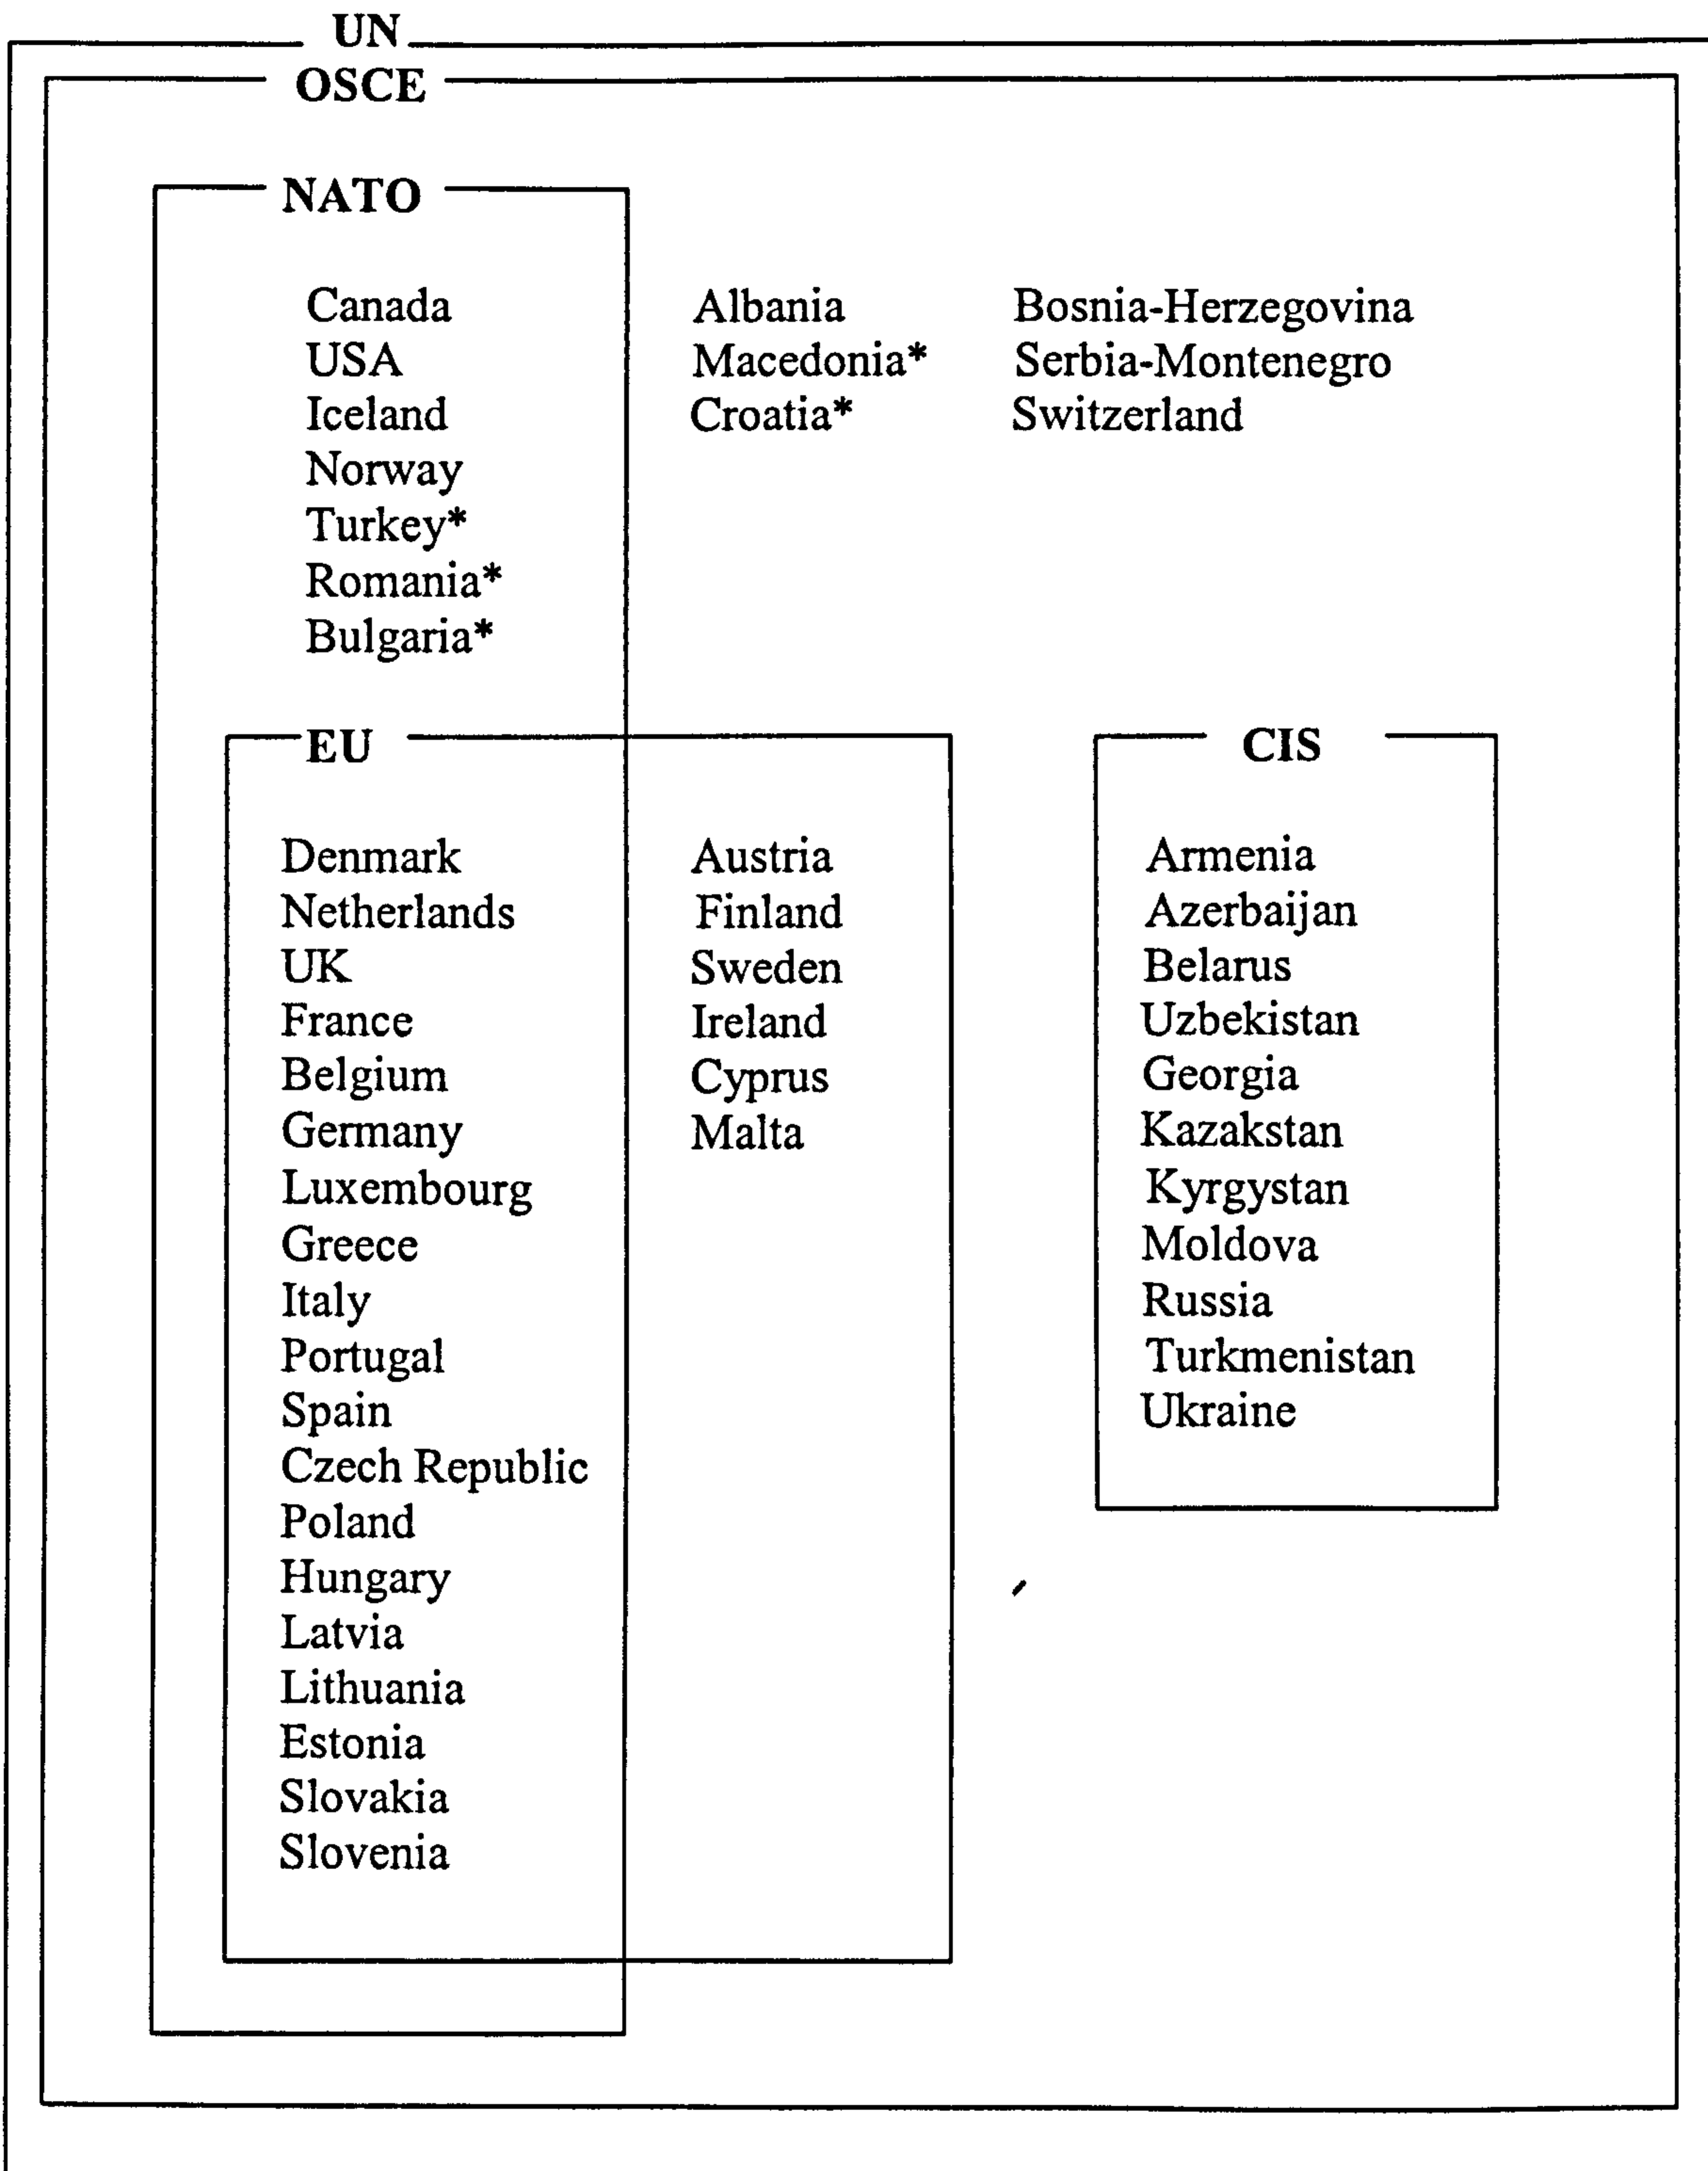 UN
OSCE
NATO
Canada Albania Bosnia-Herzegovina
USA Macedonia* Serbia-Montenegro
Iceland Croatia* Switzerland
Norway
Turkey*
Romania*
Bulgaria*
EU CIS
Denmark Austria Armenia
Netherlands Finland Azerbaijan
UK Sweden Belarus
France Ireland Uzbekistan
Belgium Cyprus Georgia
Germany Malta Kazakstan
Luxembourg Kyrgystan
Greece Moldova
Italy Russia
Portugal Turkmenistan
Spain Ukraine
Czech Republic
Poland
Hungary
Latvia
Lithuania
Estonia
Slovakia
Slovenia